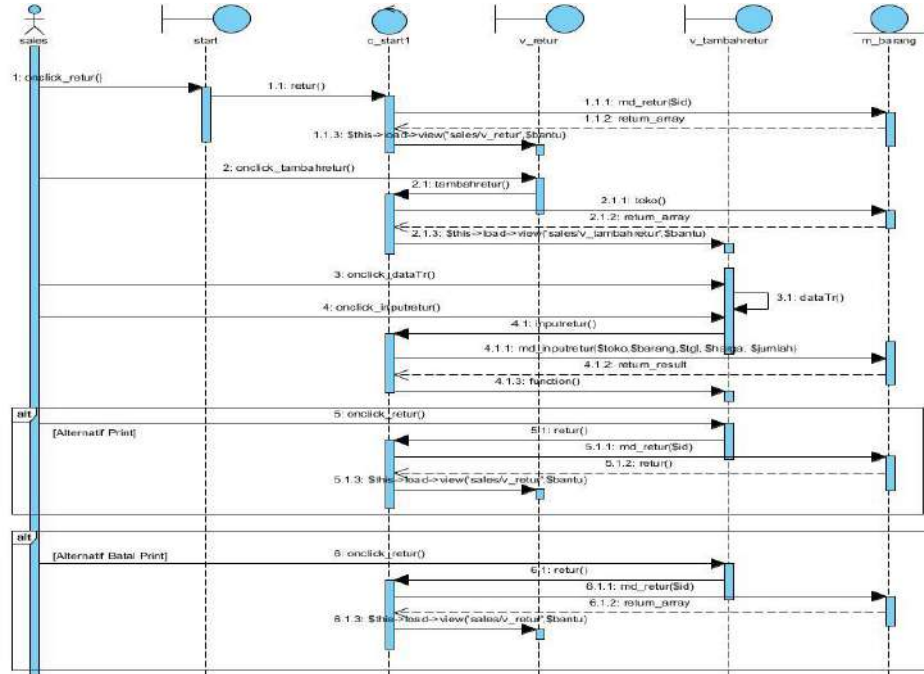 sales
start
c_start1
v_retur
v_tambahretur
m_barang
1: onclick_retur()
1.1: retur()
1.1.1: md_retur($id)
1.1.2: return_array
1.1.3: $this->load->view("sales/v_retur",$bantu)
2: onclick_tambahretur()
2.1: tambahretur()
2.1.1: toko()
2.1.2: return_array
2.1.3: $this->load->view("sales/v_tambahretur",$bantu)
3: onclick_dataTr()
3.1: dataTr()
4: onclick_inputretur()
4.1: inputretur()
4.1.1: md_inputretur($toko,$barang,$tgl, $harga, $jumlah)
4.1.2: return_result
4.1.3: function()
alt
5: onclick_retur()
[Alternatif Print]
5.1: retur()
5.1.1: md_retur($id)
5.1.2: retur()
5.1.3: $this->load->view("sales/v_retur",$bantu)
alt
[Alternatif Batal Print]
6: onclick_retur()
6.1: retur()
6.1.1: md_retur($id)
6.1.2: return_array
6.1.3: $this->load->view("sales/v_retur",$bantu)